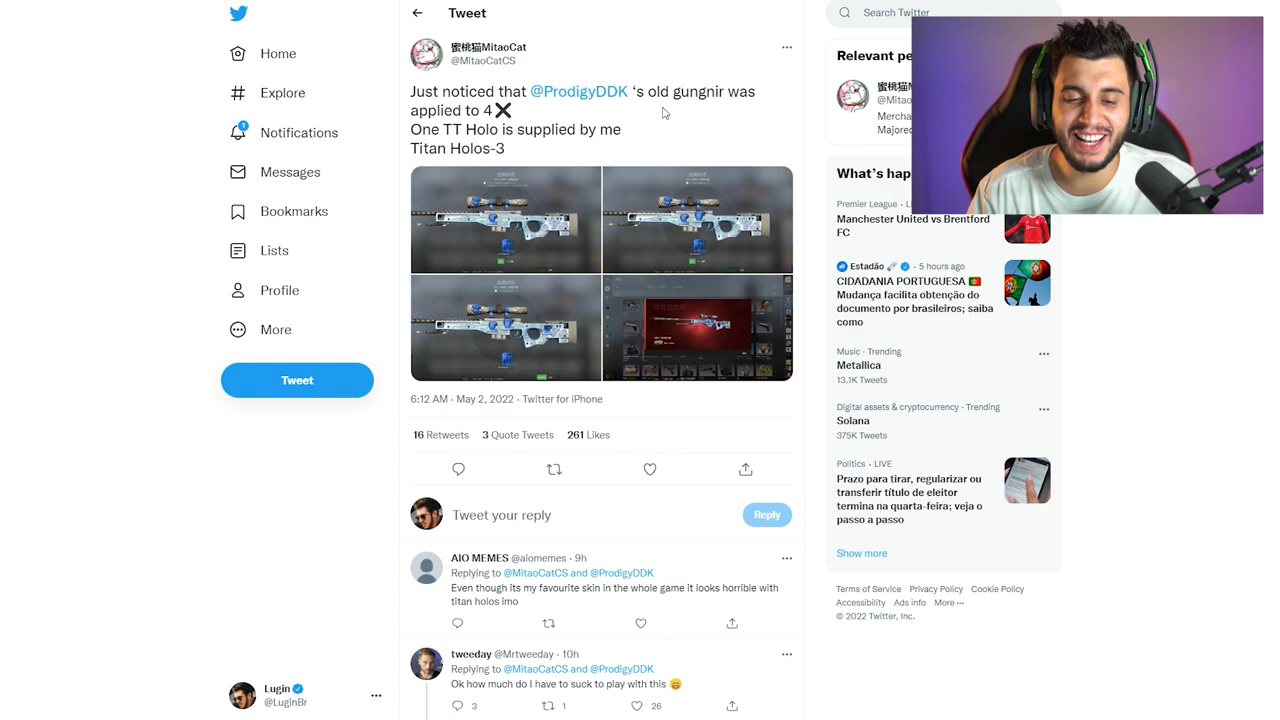 Home
Explore
1
Notifications
Messages
Bookmarks
Lists
Profile
More
Tweet
Lugin
@LuginBr
Tweet
蜜桃猫MitaoCat
@MitaoCatCS
Just noticed that @ProdigyDDK ‘s old gungnir was
applied to 4❌
One TT Holo is supplied by me
Titan Holos-3
6:12 AM · May 2, 2022 · Twitter for iPhone
16 Retweets 3 Quote Tweets 261 Likes
Tweet your reply
Reply
AIO MEMES @aiomemes · 9h
Replying to @MitaoCatCS and @ProdigyDDK
Even though its my favourite skin in the whole game it looks horrible with
titan holos imo
tweeday @Mrtweeday · 10h
Replying to @MitaoCatCS and @ProdigyDDK
Ok how much do I have to suck to play with this 😁
3 1 26
Search Twitter
Relevant pe
蜜桃猫
@Mitao
Mercha
Majored
What’s hap
Premier League · L
Manchester United vs Brentford
FC
Estadão · 5 hours ago
CIDADANIA PORTUGUESA 🇵🇹
Mudança facilita obtenção do
documento por brasileiros; saiba
como
Music · Trending
Metallica
13.1K Tweets
Digital assets & cryptocurrency · Trending
Solana
375K Tweets
Politics · LIVE
Prazo para tirar, regularizar ou
transferir título de eleitor
termina na quarta-feira; veja o
passo a passo
Show more
Terms of Service Privacy Policy Cookie Policy
Accessibility Ads info More ···
© 2022 Twitter, Inc.